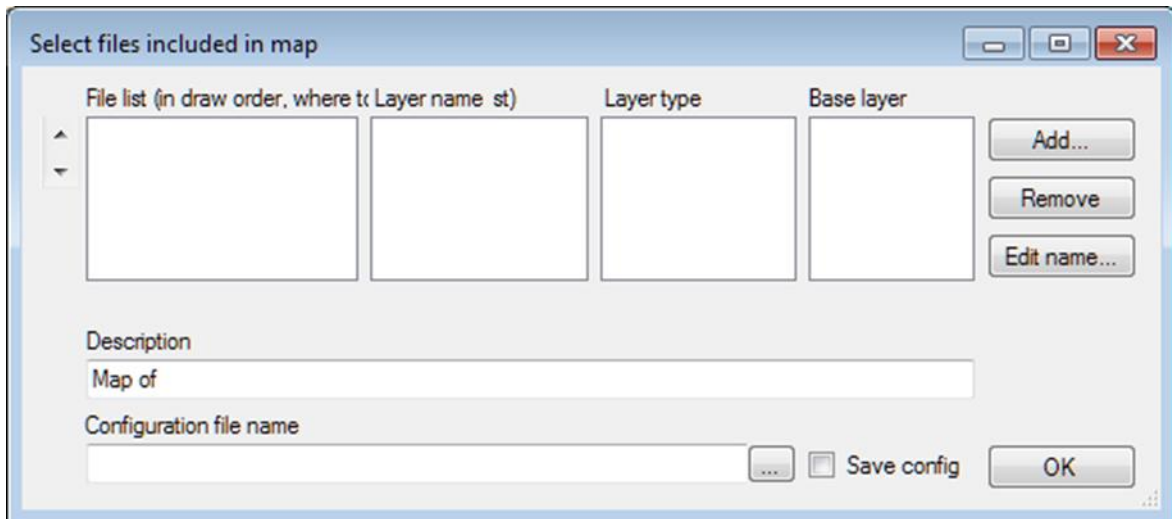 Select files included in map
File list (in draw order, where to Layer name st) Layer type Base layer
Add...
Remove
Edit name...
Description
Map of
Configuration file name
... Save config OK